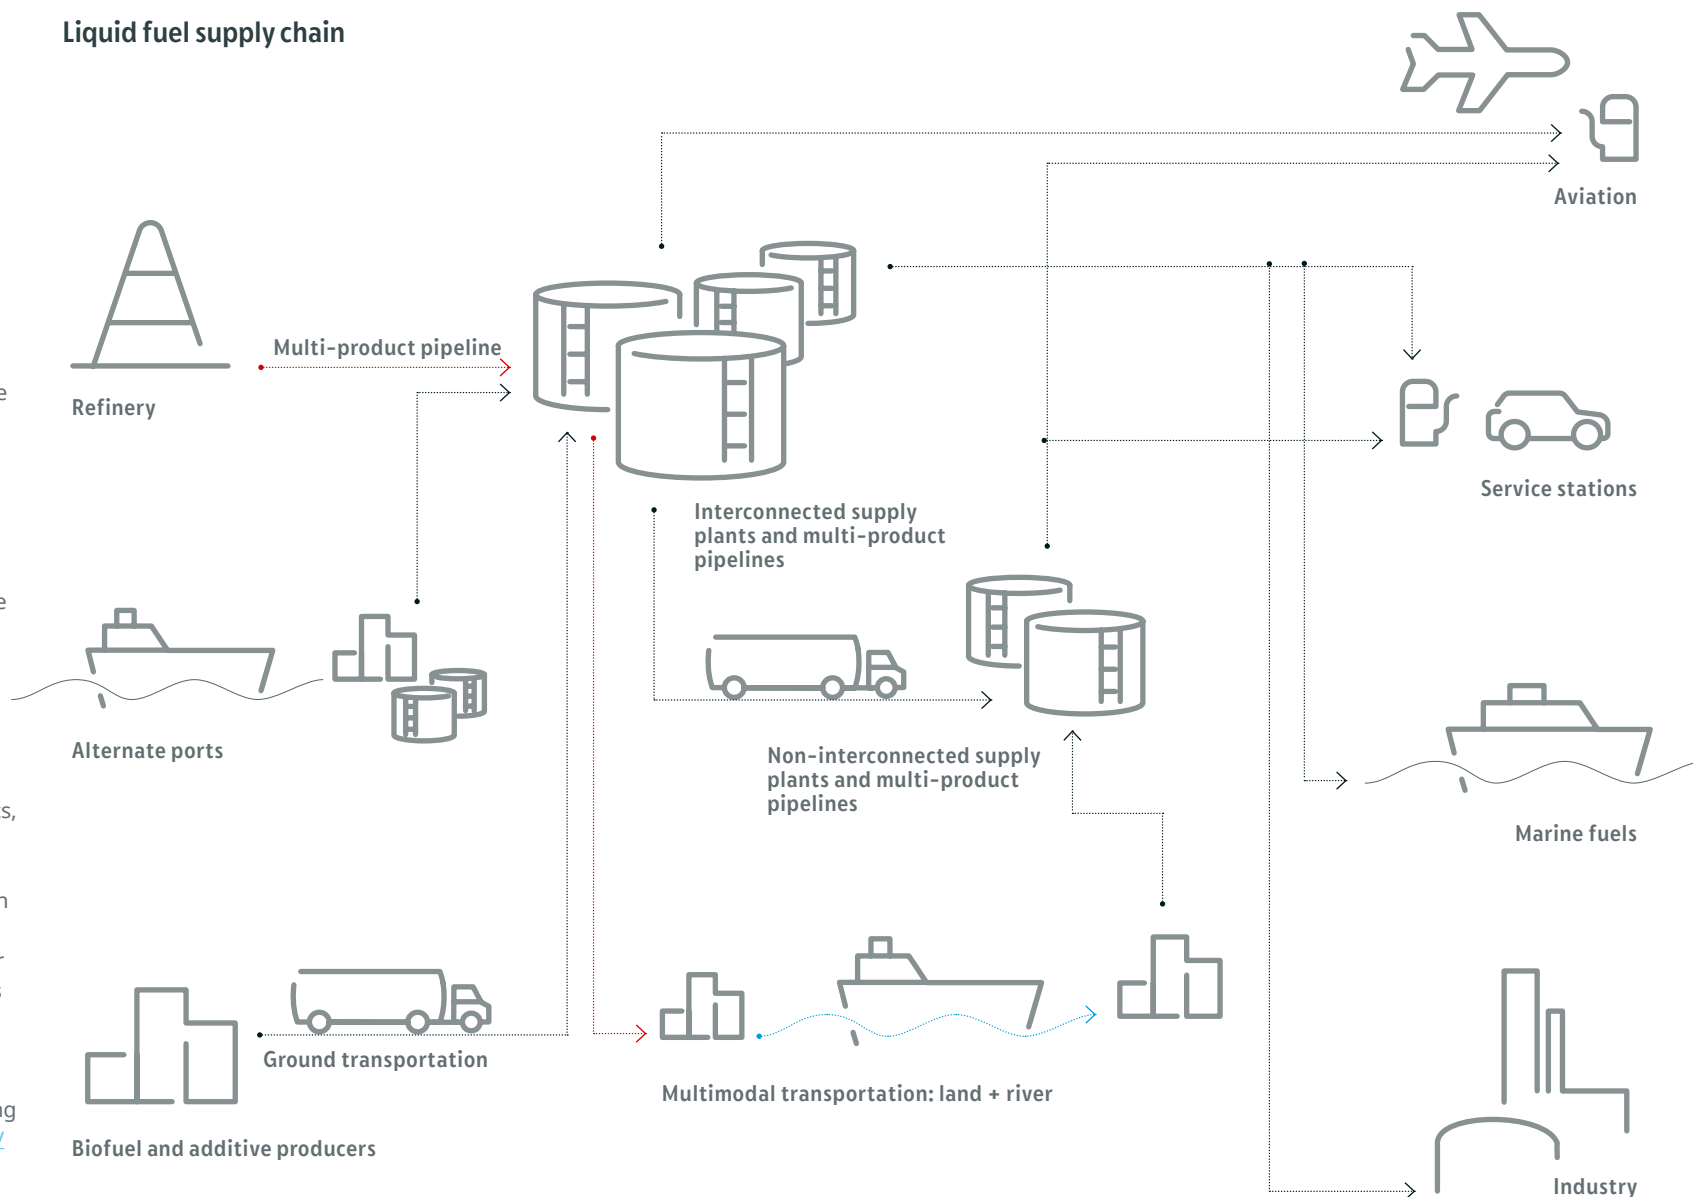 Liquid fuel supply chain
Aviation
Multi-product pipeline
Refinery
Service stations
Interconnected supply
plants and multi-product
pipelines
Alternate ports
Non-interconnected supply
plants and multi-product
pipelines
Marine fuels
Ground transportation
Multimodal transportation: land + river
Biofuel and additive producers
Industry